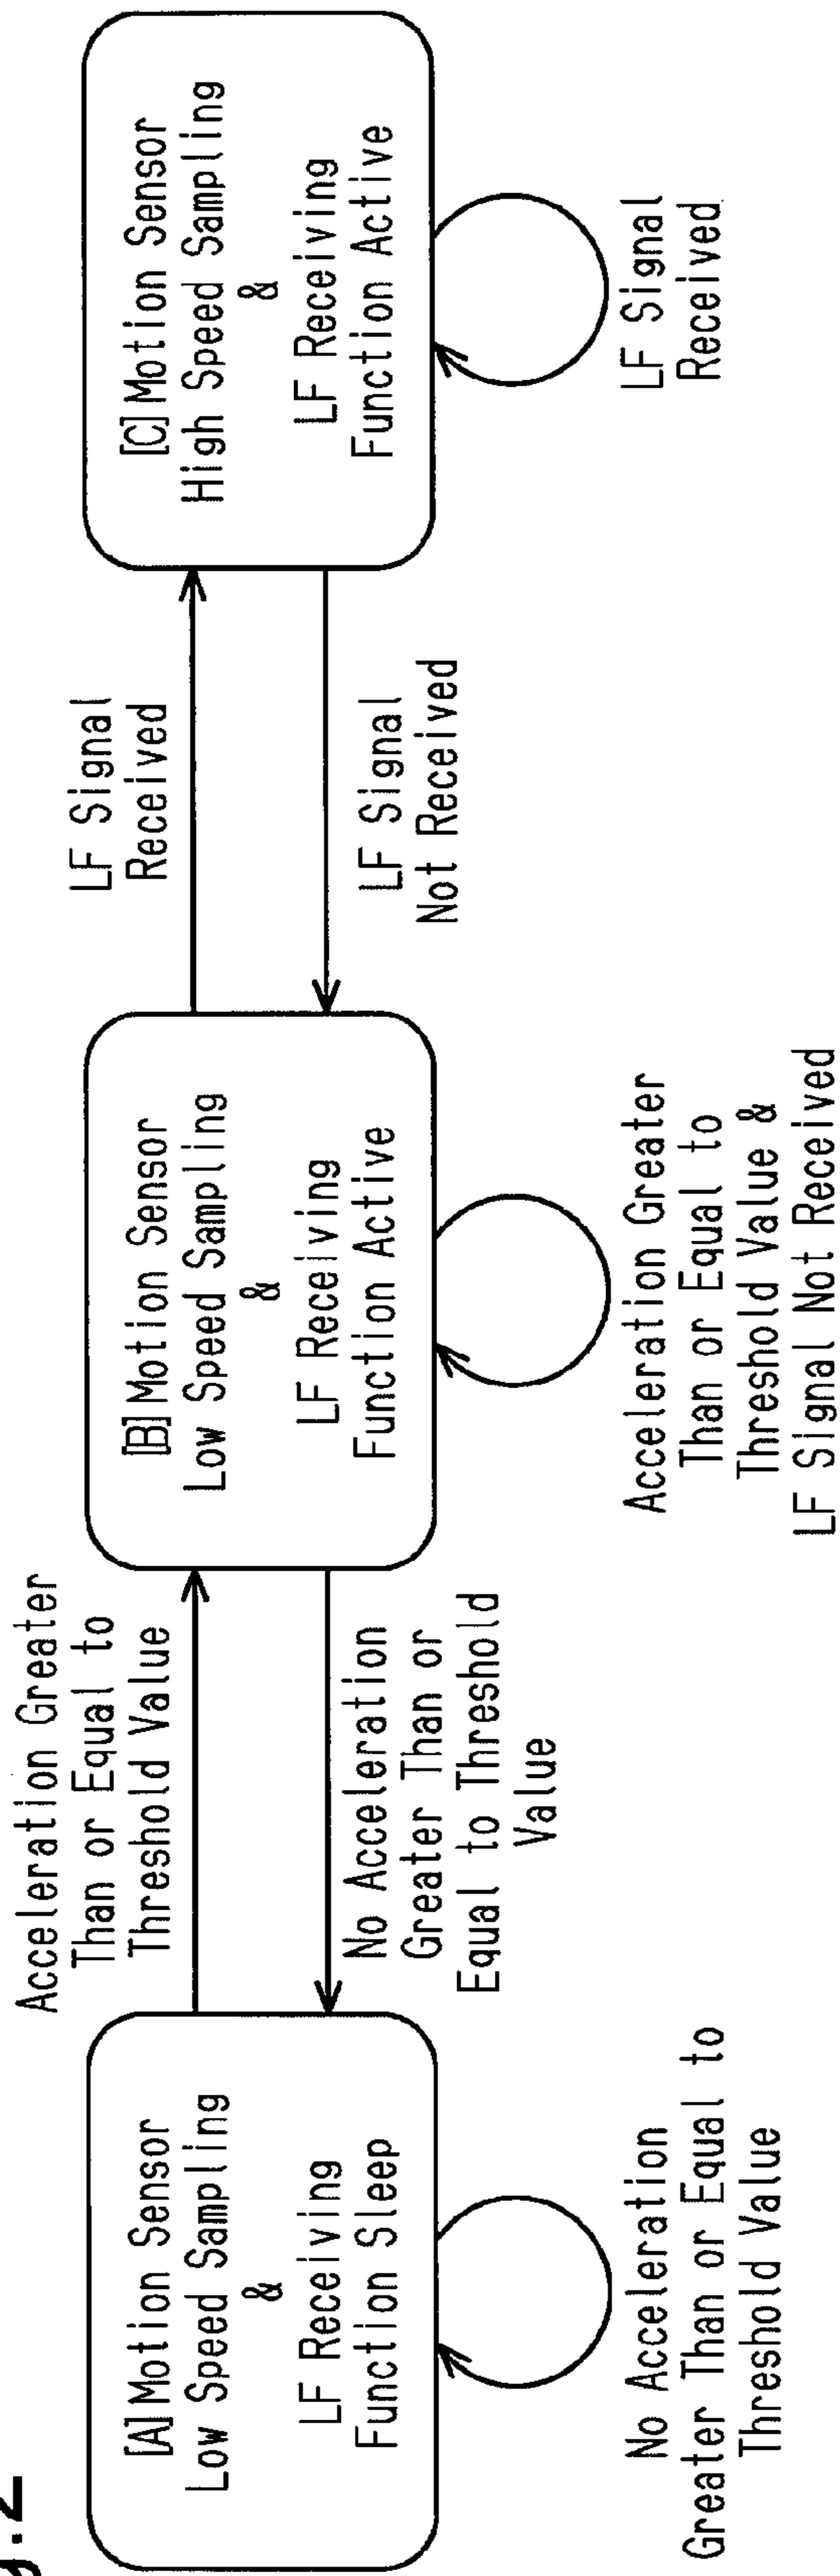 [A]Motion Sensor
Low Speed Sampling
&
LF Receiving
Function Sleep
No Acceleration
Greater Than or Equal to
Threshold Value
Acceleration Greater
Than or Equal to
Threshold Value
No Acceleration
Greater Than or
Equal to Threshold
Value
[B]Motion Sensor
Low Speed Sampling
&
LF Receiving
Function Active
Acceleration Greater
Than or Equal to
Threshold Value &
LF Signal Not Received
LF Signal
Received
LF Signal
Not Received
[C]Motion Sensor
High Speed Sampling
&
LF Receiving
Function Active
LF Signal
Received